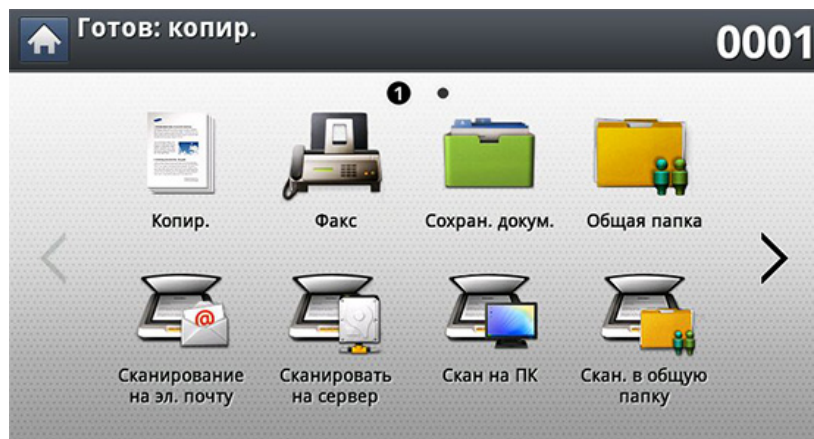 Готов: копир.
0001
1
Копир.
Факс
Сохран. докум.
Общая папка
Сканирование
на эл. почту
Сканировать
на сервер
Скан на ПК
Скан. в общую
папку
@